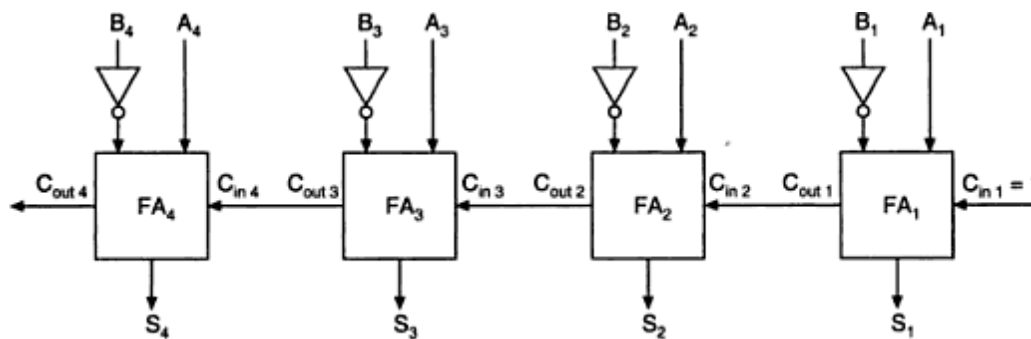 B4 A4 B3 A3 B2 A2 B1 A1
Cout 4 FA4 Cin 4 Cout 3 FA3 Cin 3 Cout 2 FA2 Cin 2 Cout 1 FA1 Cin 1 =
S4 S3 S2 S1